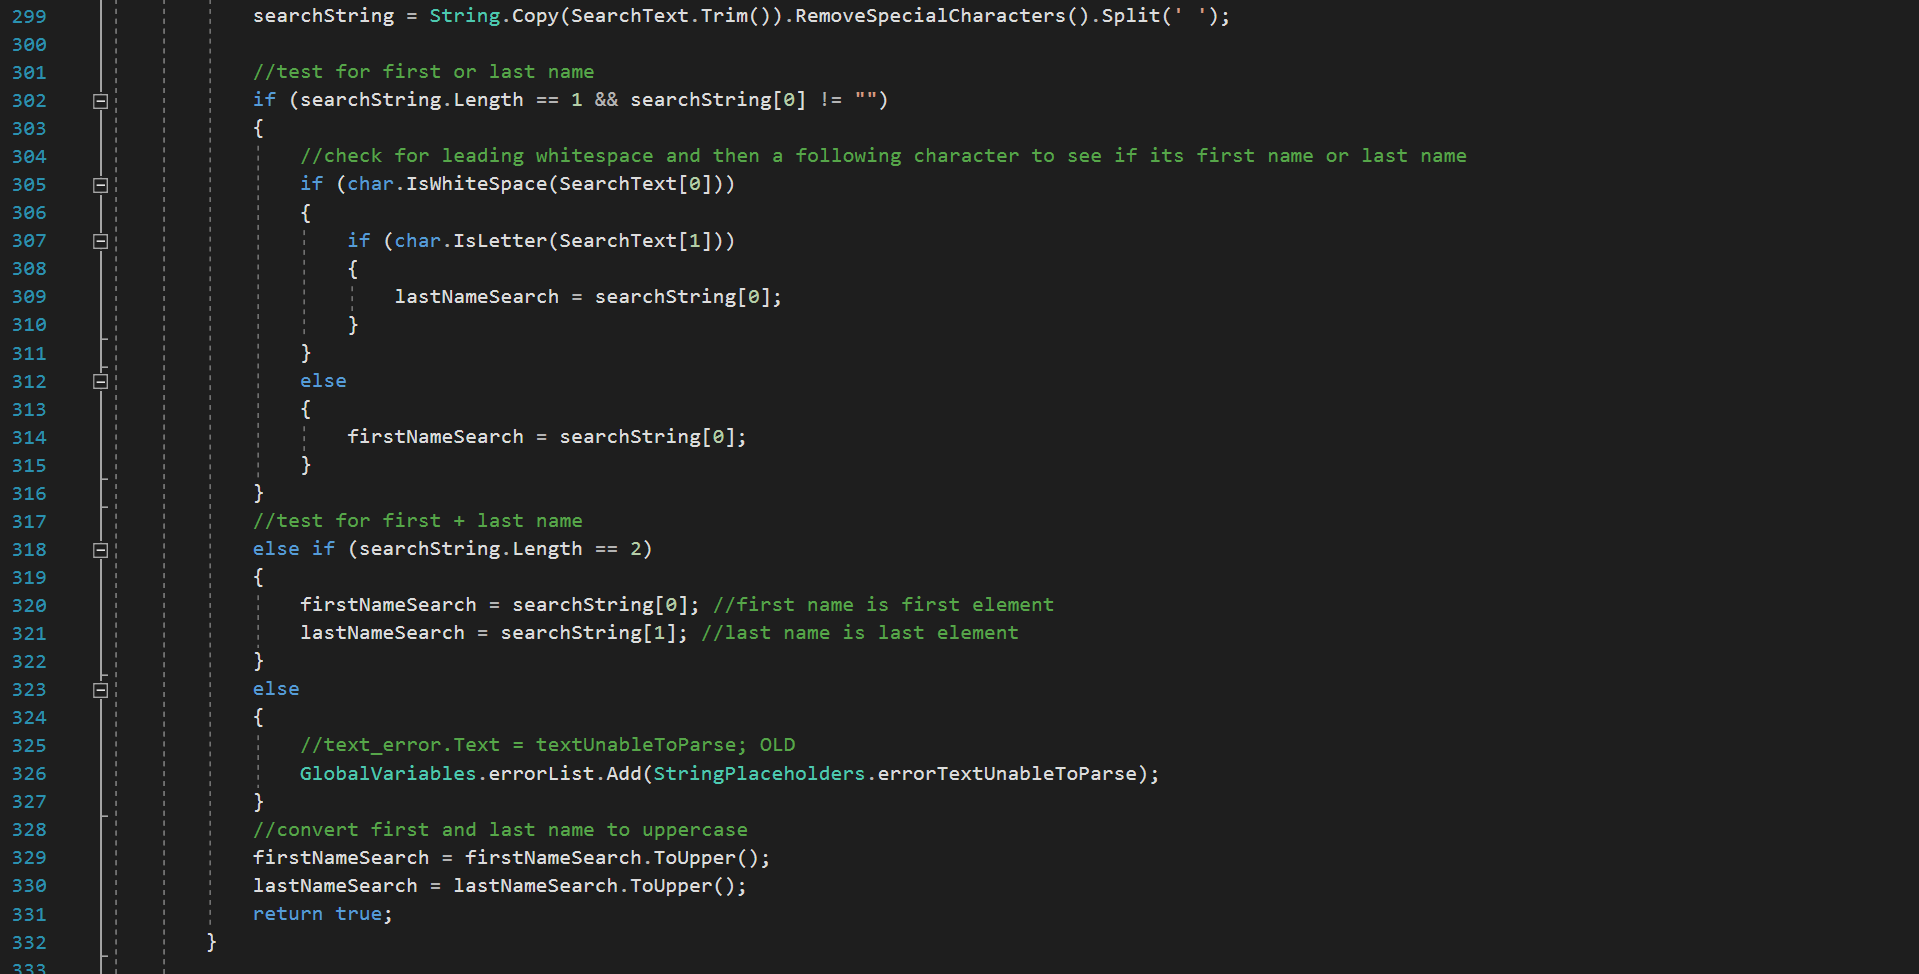 299 searchString = String.Copy(SearchText.Trim()).RemoveSpecialCharacters().Split(' ');
300
301 //test for first or last name
302 if (searchString.Length == 1 && searchString[0] != "")
303 {
304 //check for leading whitespace and then a following character to see if its first name or last name
305 if (char.IsWhiteSpace(SearchText[0]))
306 {
307 if (char.IsLetter(SearchText[1]))
308 {
309 lastNameSearch = searchString[0];
310 }
311 }
312 else
313 {
314 firstNameSearch = searchString[0];
315 }
316 }
317 //test for first + last name
318 else if (searchString.Length == 2)
319 {
320 firstNameSearch = searchString[0]; //first name is first element
321 lastNameSearch = searchString[1]; //last name is last element
322 }
323 else
324 {
325 //text_error.Text = textUnableToParse; OLD
326 GlobalVariables.errorList.Add(StringPlaceholders.errorTextUnableToParse);
327 }
328 //convert first and last name to uppercase
329 firstNameSearch = firstNameSearch.ToUpper();
330 lastNameSearch = lastNameSearch.ToUpper();
331 return true;
332 }
333